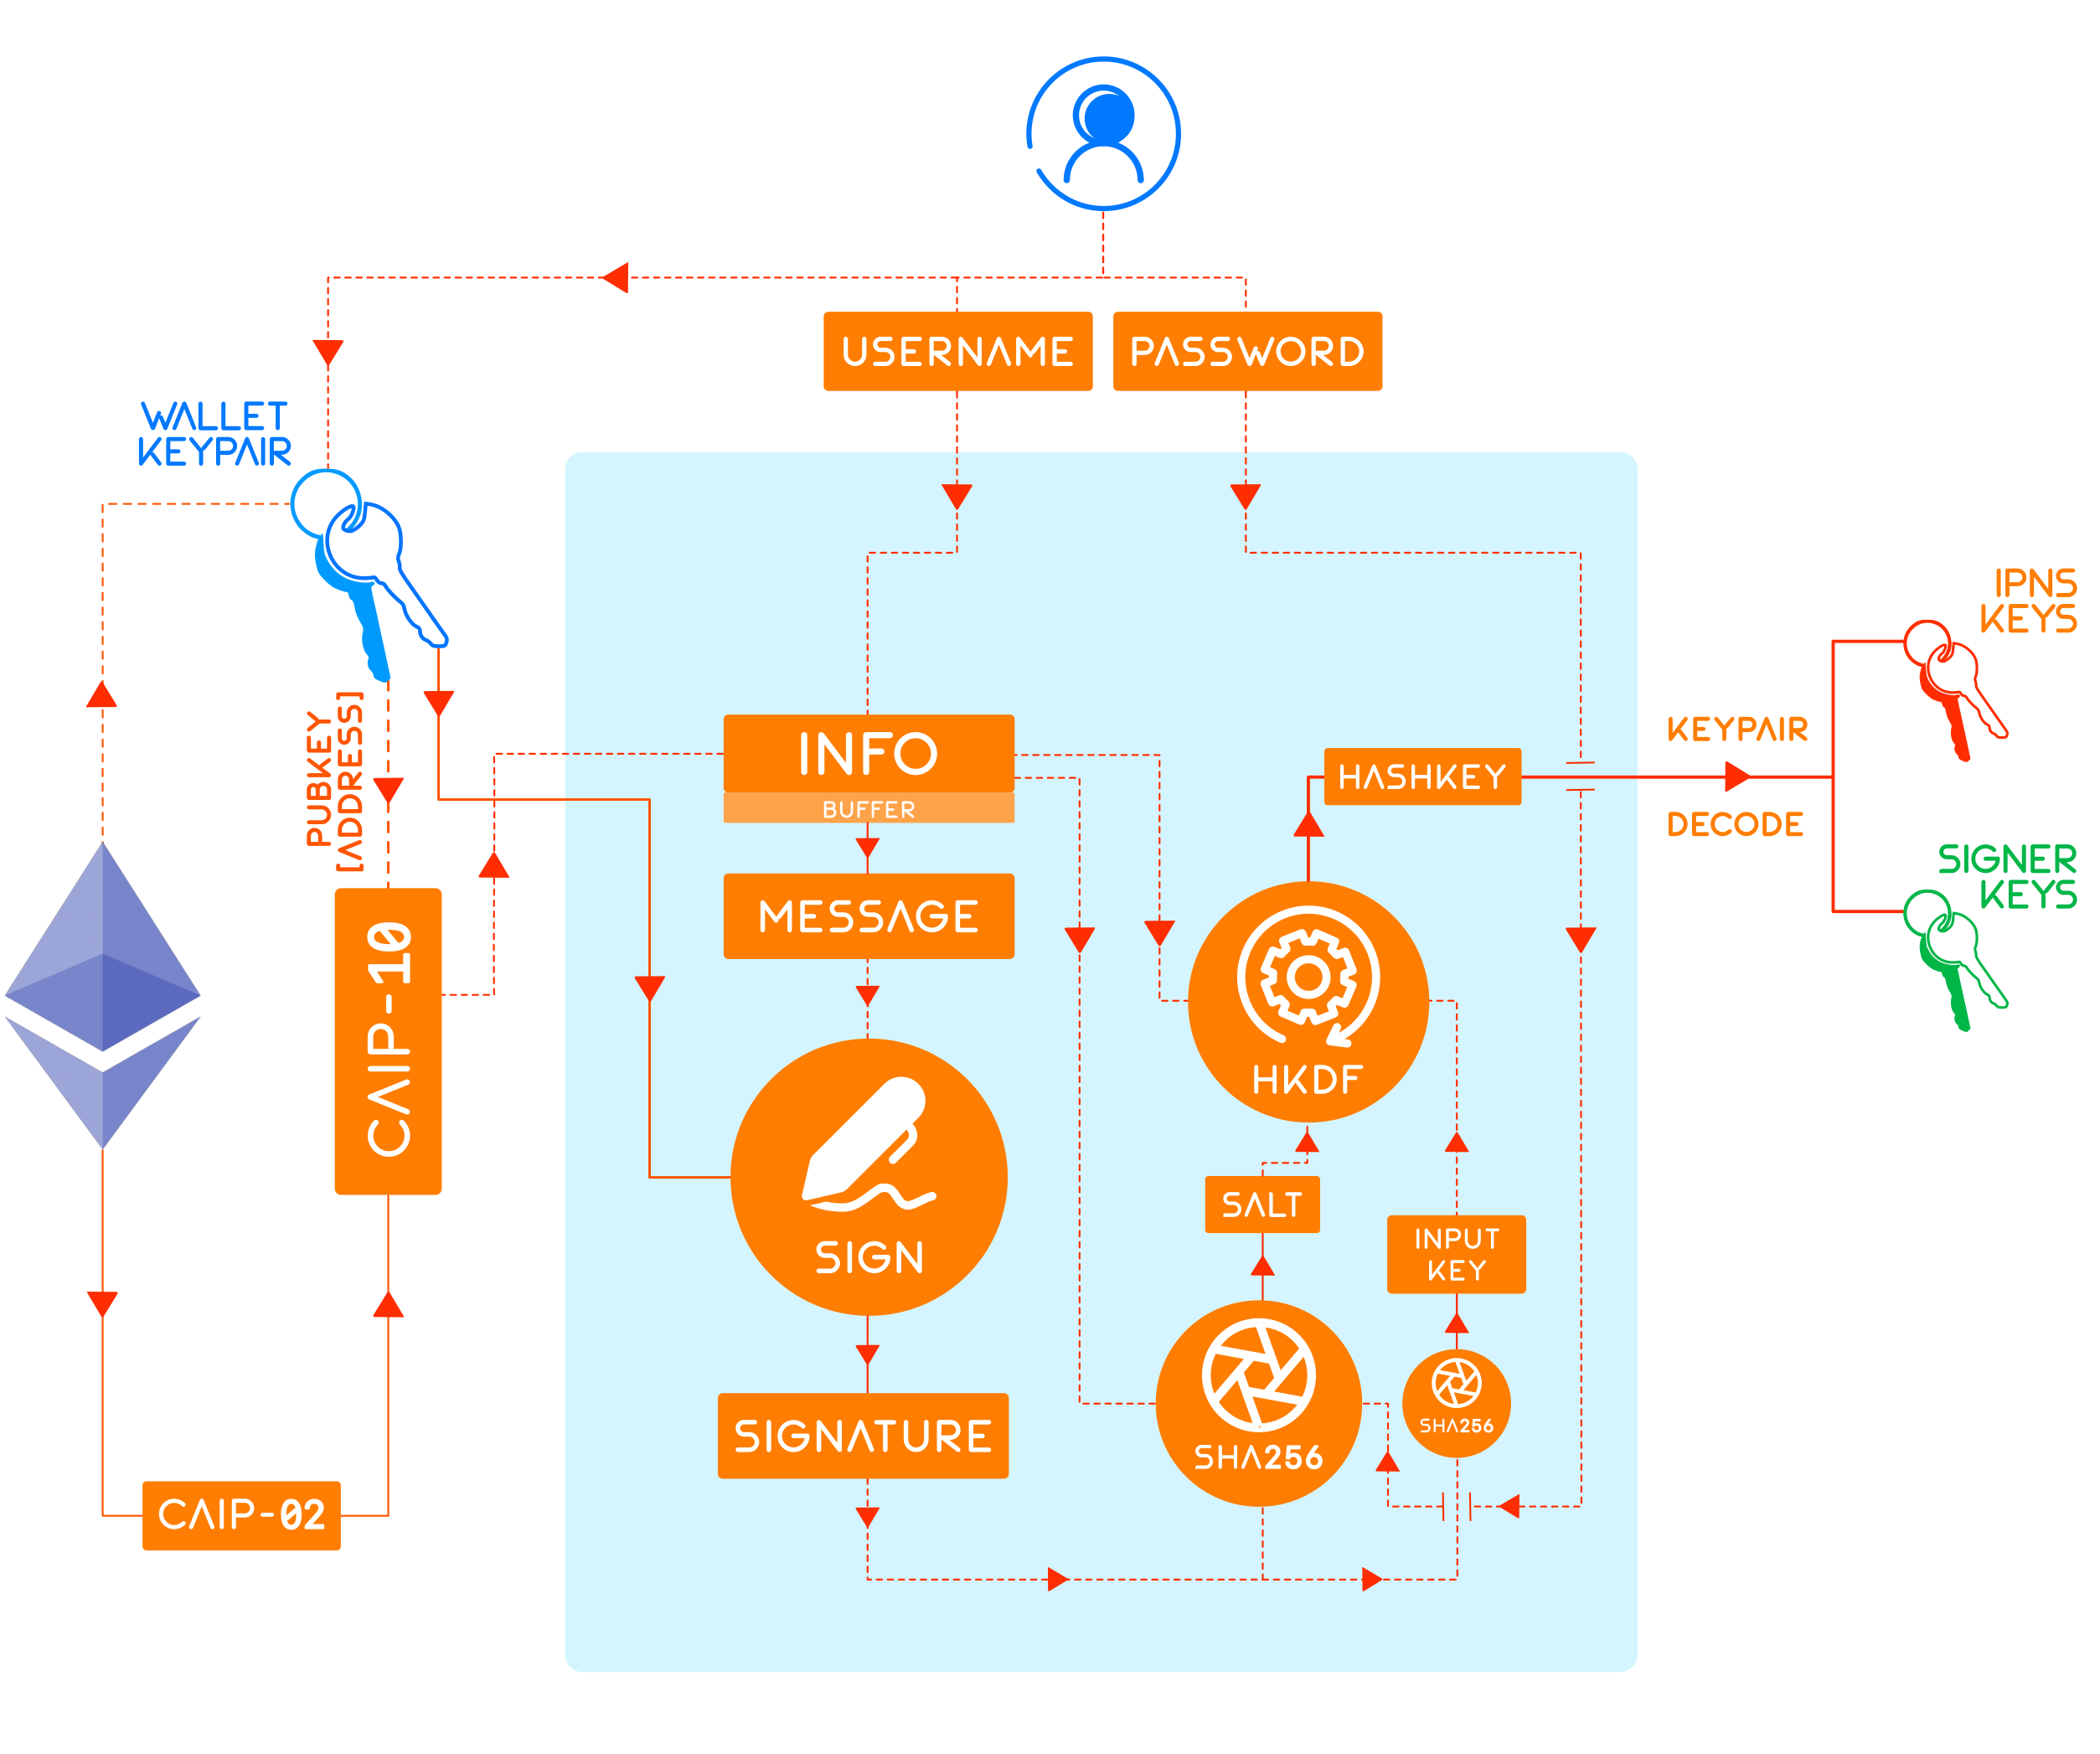 USERNAME
PASSWORD
WALLET
KEYPAIR
IPNS
KEYS
PUBKEY
[ADDRESS]
INFO
BUFFER
HASHKEY
KEYPAIR
DECODE
MESSAGE
SIGNER
KEYS
CAIP-10
HKDF
SIGN
SALT
INPUT
KEY
SIGNATURE
SHA256
SHA256
CAIP-02